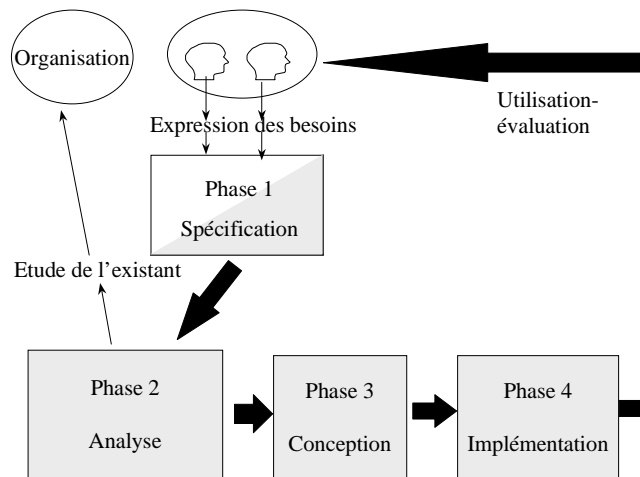 Organisation
Utilisation-
évaluation
Expression des besoins
Phase 1
Spécification
Etude de l’existant
Phase 2
Analyse
Phase 3
Conception
Phase 4
Implémentation